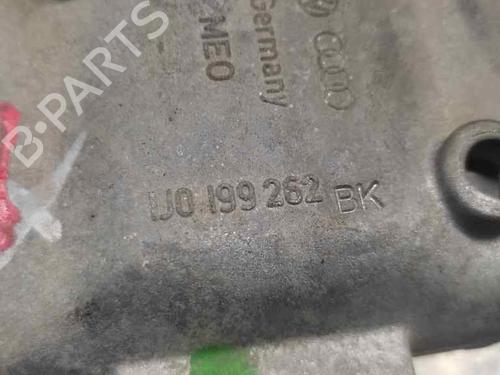 B-PARTS
MEO
Germany
1J0 199 262 BK